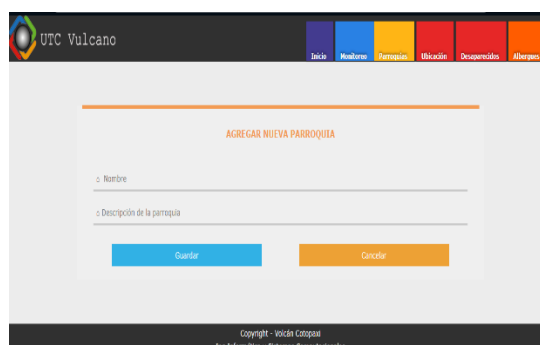 UTC Vulcano
Inicio Monitoreo Parroquias Ubicación Desaparecidos Albergues
AGREGAR NUEVA PARROQUIA
Nombre
Descripción de la parroquia
Guardar Cancelar
Copyright - Volcán Cotopaxi